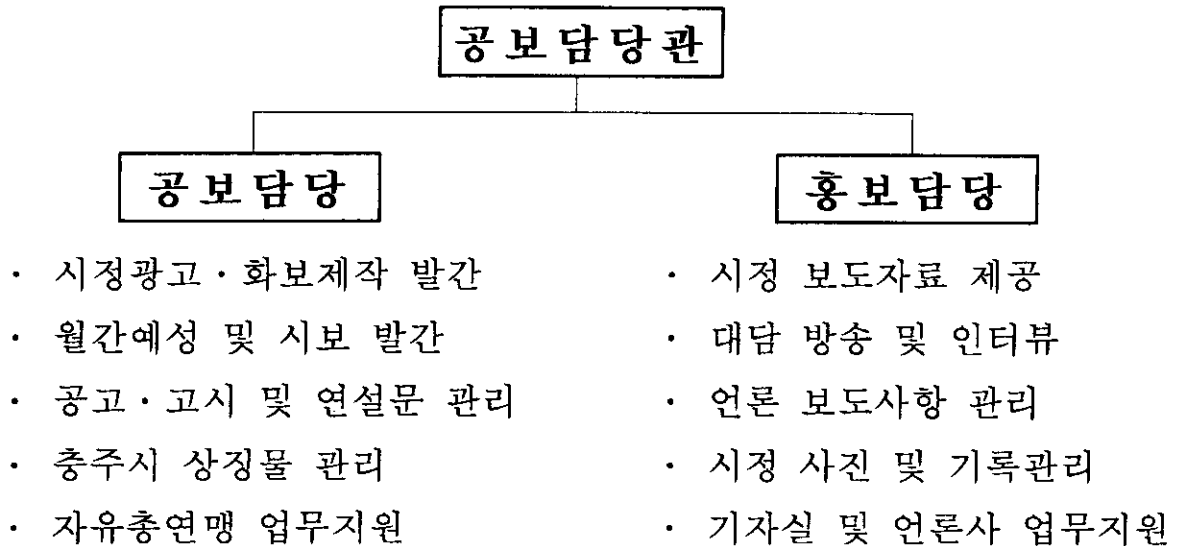 공보담당관
공보담당
· 시정광고 · 화보제작 발간
· 월간예성 및 시보 발간
· 공고 · 고시 및 연설문 관리
· 충주시 상징물 관리
· 자유총연맹 업무지원
홍보담당
· 시정 보도자료 제공
· 대담 방송 및 인터뷰
· 언론 보도사항 관리
· 시정 사진 및 기록관리
· 기자실 및 언론사 업무지원